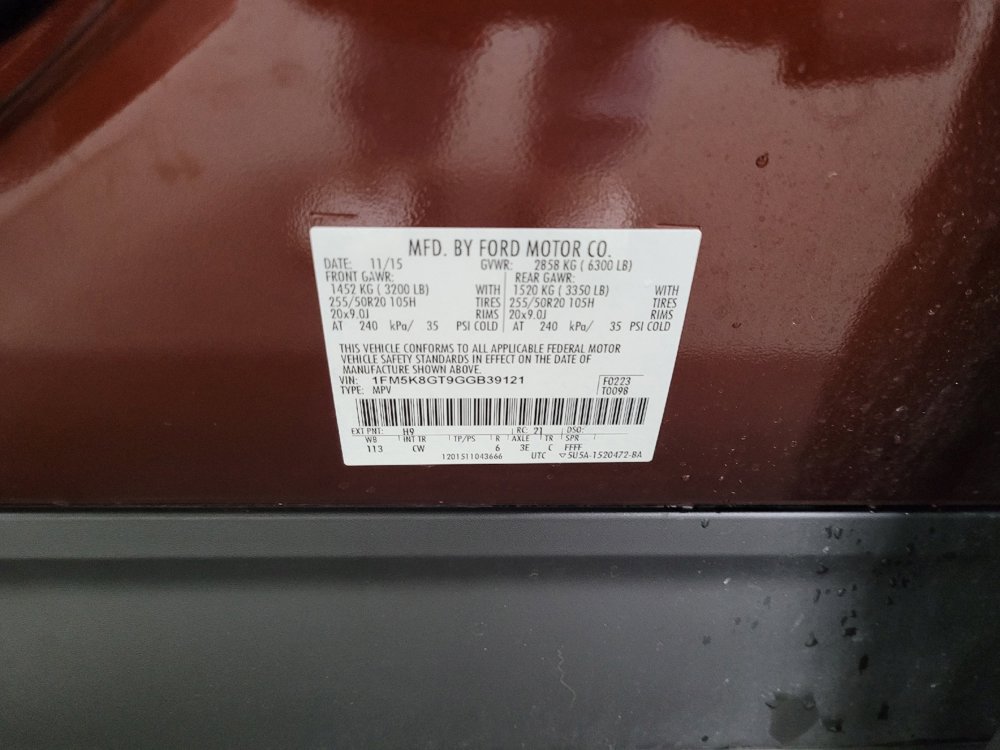 MFD. BY FORD MOTOR CO.
DATE: 11/15 GVWR: 2858 KG ( 6300 LB)
FRONT GAWR: REAR GAWR:
1452 KG ( 3200 LB) WITH 1520 KG ( 3350 LB) WITH
255/50R20 105H TIRES 255/50R20 105H TIRES
20x9.0J RIMS 20x9.0J RIMS
AT 240 kPa/ 35 PSI COLD AT 240 kPa/ 35 PSI COLD
THIS VEHICLE CONFORMS TO ALL APPLICABLE FEDERAL MOTOR
VEHICLE SAFETY STANDARDS IN EFFECT ON THE DATE OF
MANUFACTURE SHOWN ABOVE.
VIN: 1FM5K8GT9GGB39121 F0223
TYPE: MPV T0098
EXT PNT: H9 RC: 21 DSO:
WB INT TR TP/PS R AXLE TR SPR
113 CW 6 3E C FFFF
1201511043666 UTC ▽5U5A-1520472-BA